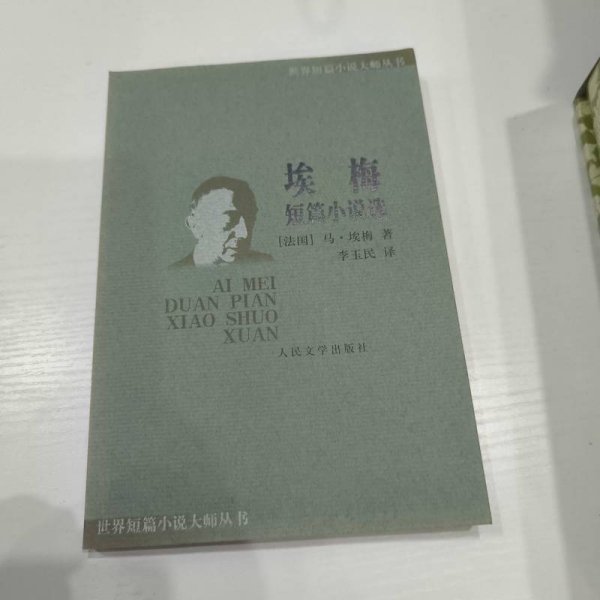 世界短篇小说大师丛书
埃梅
短篇小说选
[法国] 马·埃梅 著
李玉民 译
AI MEI
DUAN PIAN
XIAO SHUO
XUAN
人民文学出版社
世界短篇小说大师丛书